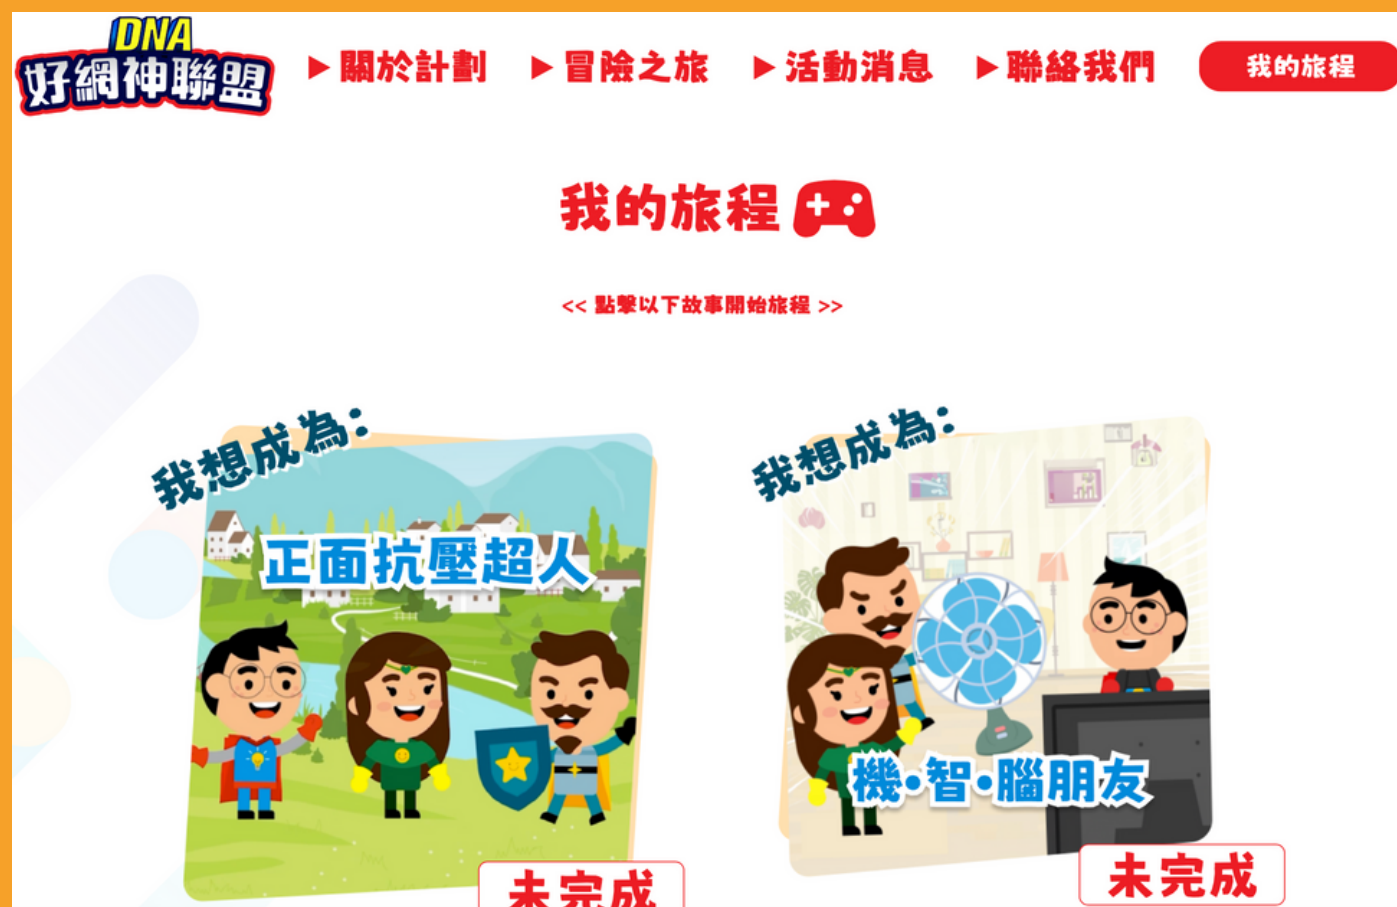 DNA
好網神聯盟
▶關於計劃 ▶冒險之旅 ▶活動消息 ▶聯絡我們 我的旅程
我的旅程
<< 點擊以下故事開始旅程 >>
我想成為:
正面抗壓超人
未完成
我想成為:
機•智•腦朋友
未完成